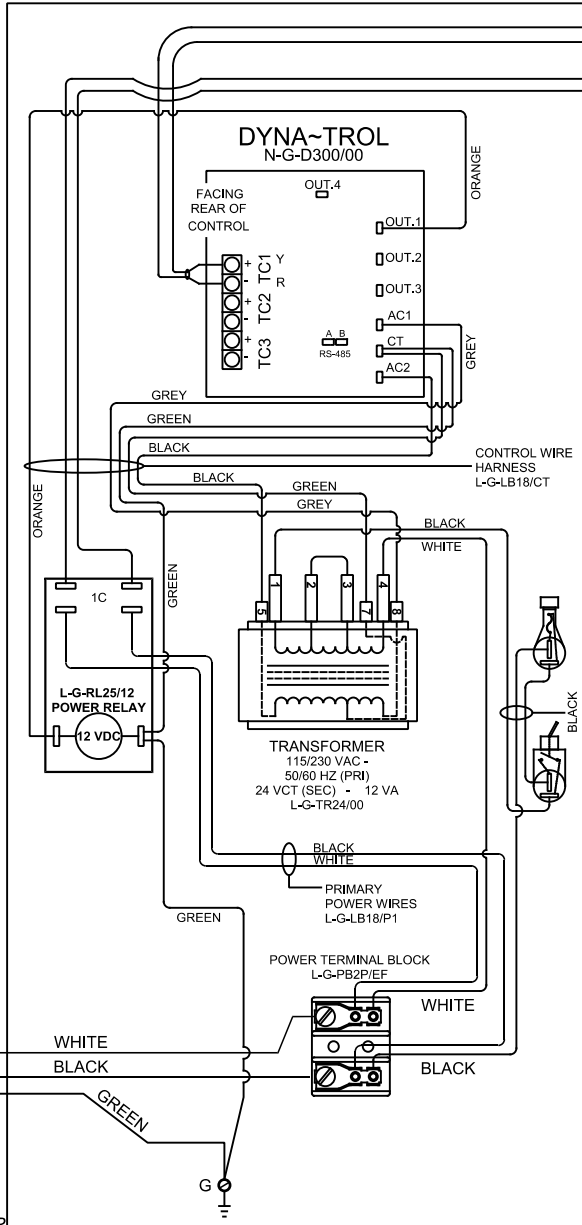 DYNA~TROL
N-G-D300/00
OUT.4
FACING
REAR OF
CONTROL
ORANGE
OUT.1
OUT.2
OUT.3
+ TC1 Y
- R
+ TC2
-
+ TC3
-
A B
RS-485
AC1
CT
AC2
GREY
GREY
GREEN
BLACK
CONTROL WIRE
HARNESS
L-G-LB18/CT
BLACK
GREEN
GREY
BLACK
WHITE
ORANGE
GREEN
1C
1 2 3 4
5 7 8
L-G-RL25/12
POWER RELAY
12 VDC
BLACK
TRANSFORMER
115/230 VAC -
50/60 HZ (PRI)
24 VCT (SEC) - 12 VA
L-G-TR24/00
BLACK
WHITE
PRIMARY
POWER WIRES
L-G-LB18/P1
GREEN
POWER TERMINAL BLOCK
L-G-PB2P/EF
WHITE
WHITE
BLACK
BLACK
GREEN
G